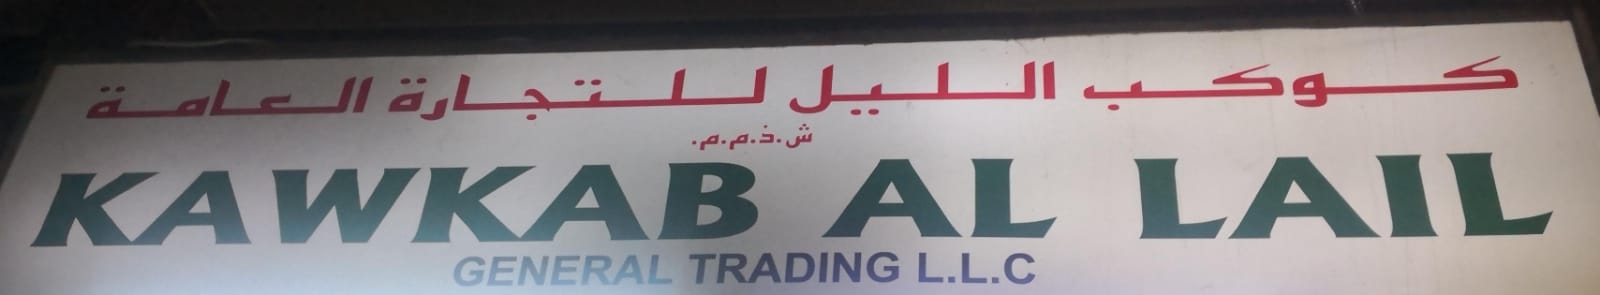 كوكب الليل للتجارة العامة
ش.ذ.م.م.
KAWKAB AL LAIL
GENERAL TRADING L.L.C